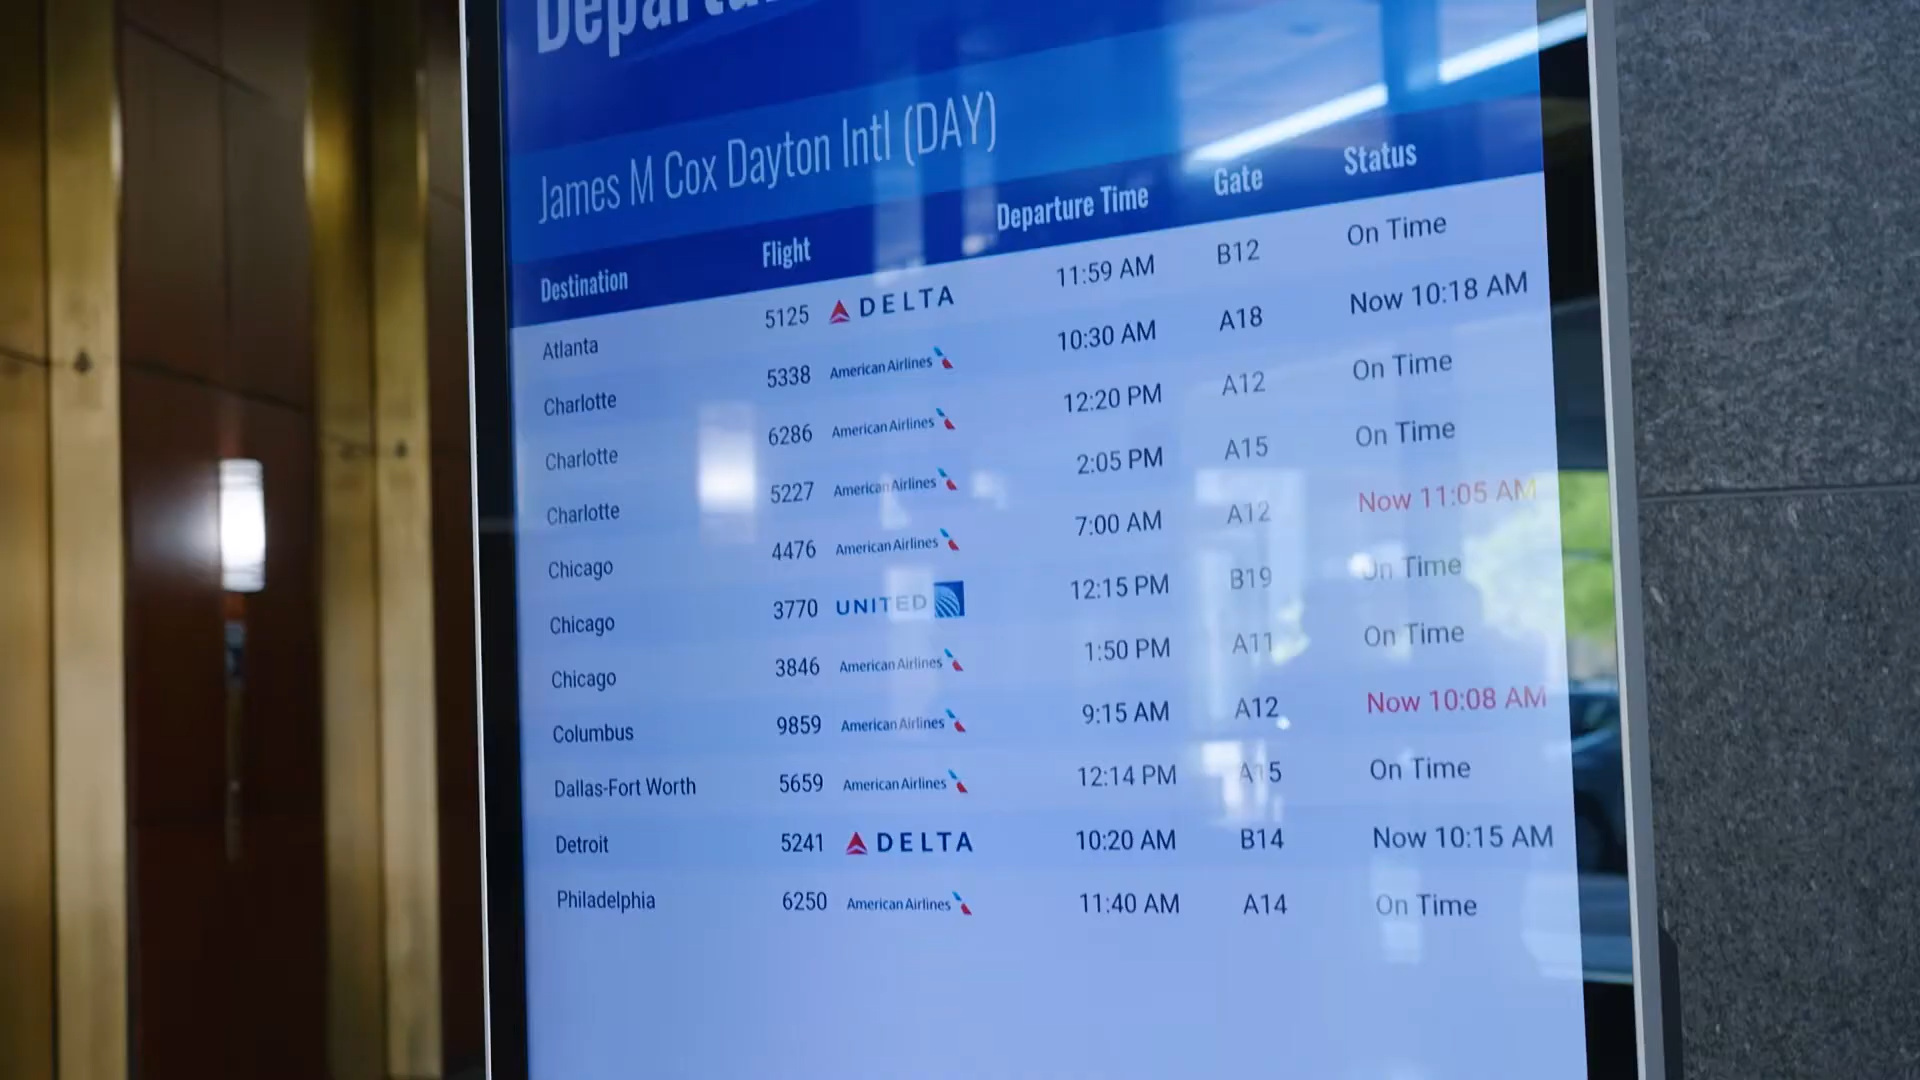 James M Cox Dayton Intl (DAY)
Destination Flight Departure Time Gate Status
Atlanta 5125 DELTA 11:59 AM B12 On Time
Charlotte 5338 American Airlines 10:30 AM A18 Now 10:18 AM
Charlotte 6286 American Airlines 12:20 PM A12 On Time
Charlotte 5227 American Airlines 2:05 PM A15 On Time
Chicago 4476 American Airlines 7:00 AM A12 Now 11:05 AM
Chicago 3770 UNITED 12:15 PM B19 On Time
Chicago 3846 American Airlines 1:50 PM A11 On Time
Columbus 9859 American Airlines 9:15 AM A12 Now 10:08 AM
Dallas-Fort Worth 5659 American Airlines 12:14 PM A15 On Time
Detroit 5241 DELTA 10:20 AM B14 Now 10:15 AM
Philadelphia 6250 American Airlines 11:40 AM A14 On Time